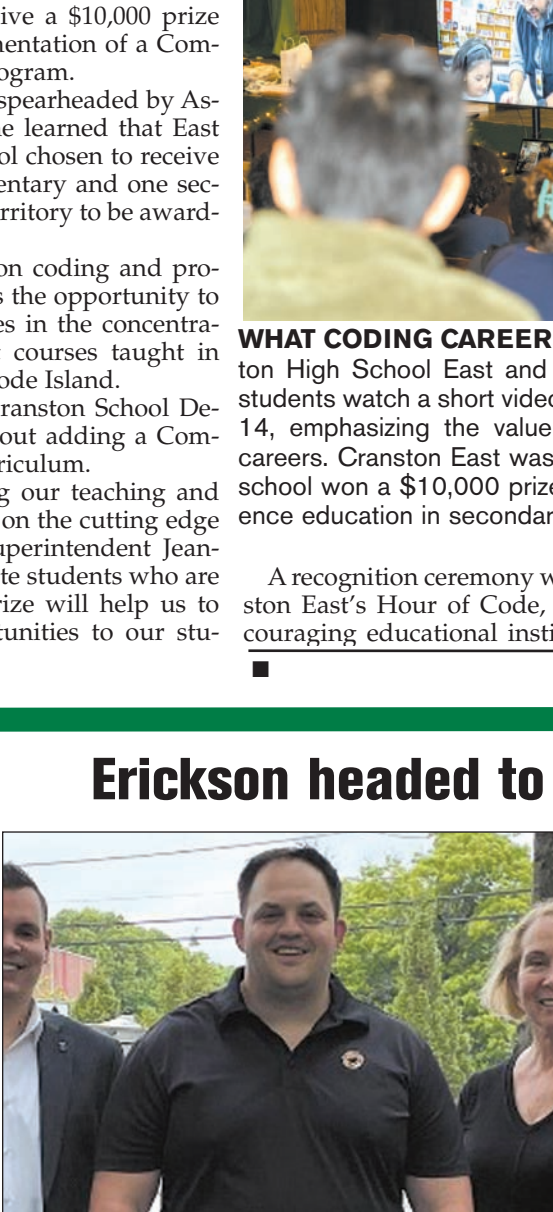 ive a $10,000 prize
mentation of a Com-
ogram.
spearheaded by As-
e learned that East
ol chosen to receive
entary and one sec-
rritory to be award-
on coding and pro-
s the opportunity to
es in the concentra-
courses taught in
ode Island.
ranston School De-
out adding a Com-
riculum.
g our teaching and
on the cutting edge
uperintendent Jean-
te students who are
rize will help us to
tunities to our stu-
WHAT CODING CAREER
ton High School East and
students watch a short video
14, emphasizing the value
careers. Cranston East was
school won a $10,000 prize
ence education in secondar
A recognition ceremony w
ston East's Hour of Code,
couraging educational insti
Erickson headed to